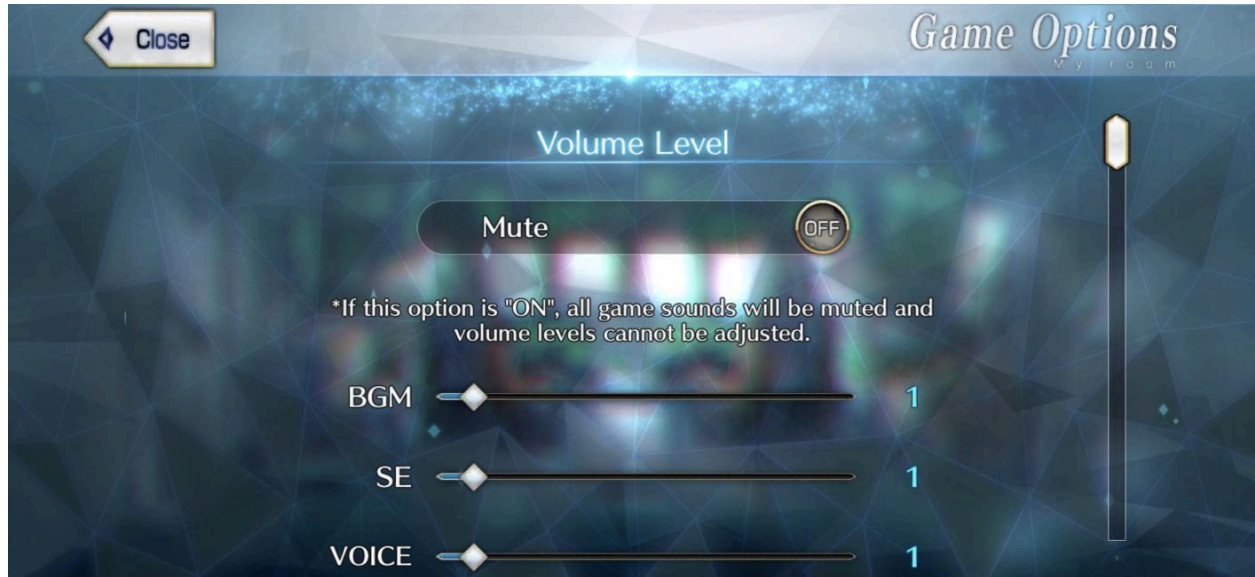 Close
Game Options
My room
Volume Level
Mute
OFF
*If this option is "ON", all game sounds will be muted and
volume levels cannot be adjusted.
BGM 1
SE 1
VOICE 1